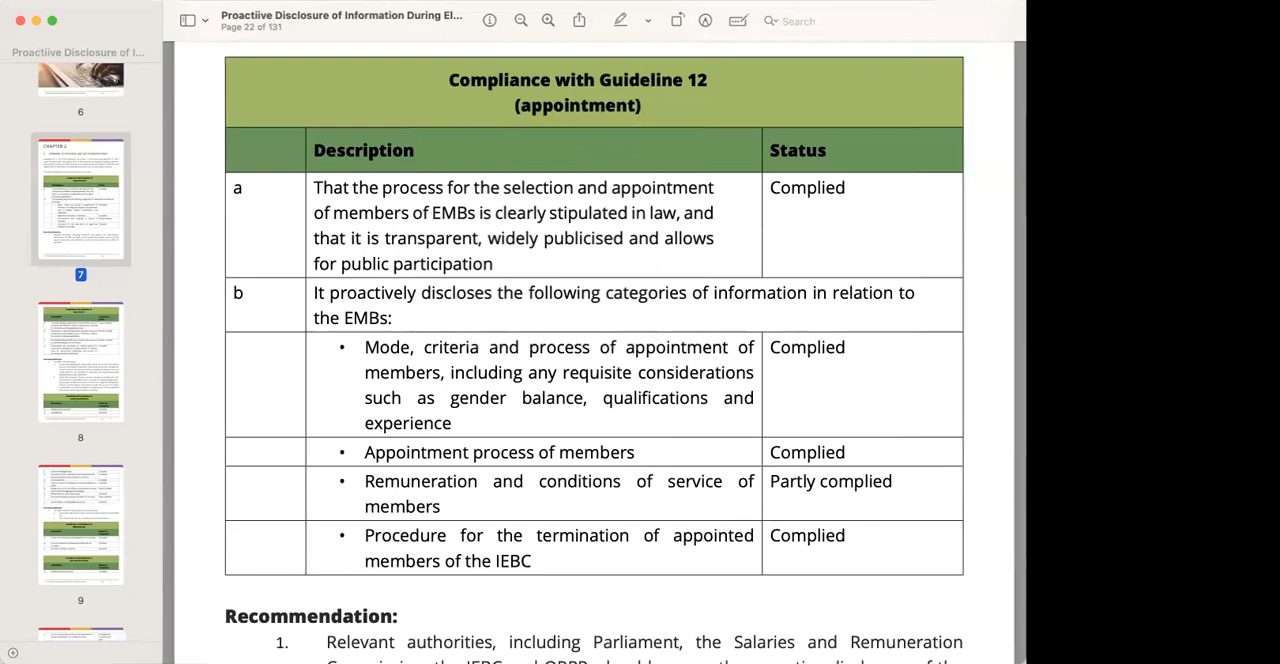 Proactiive Disclosure of Information During El...
Page 22 of 131
Search
Proactiive Disclosure of I...
6
7
8
9
Compliance with Guideline 12
(appointment)
Description
Status
a
That the process for the selection and appointment
of members of EMBs is clearly stipulated in law, and
that it is transparent, widely publicised and allows
for public participation
Complied
b
It proactively discloses the following categories of information in relation to
the EMBs:
Mode, criteria and process of appointment of
members including requisite considerations
such as gender balance, qualifications and
experience
Complied
• Appointment process of members
Complied
Remuneration and conditions of service of
members
Partly complied
Procedure for the termination of appointed
members of the IEBC
Complied
Recommendation:
1. Relevant authorities, including Parliament, the Salaries and Remuneration